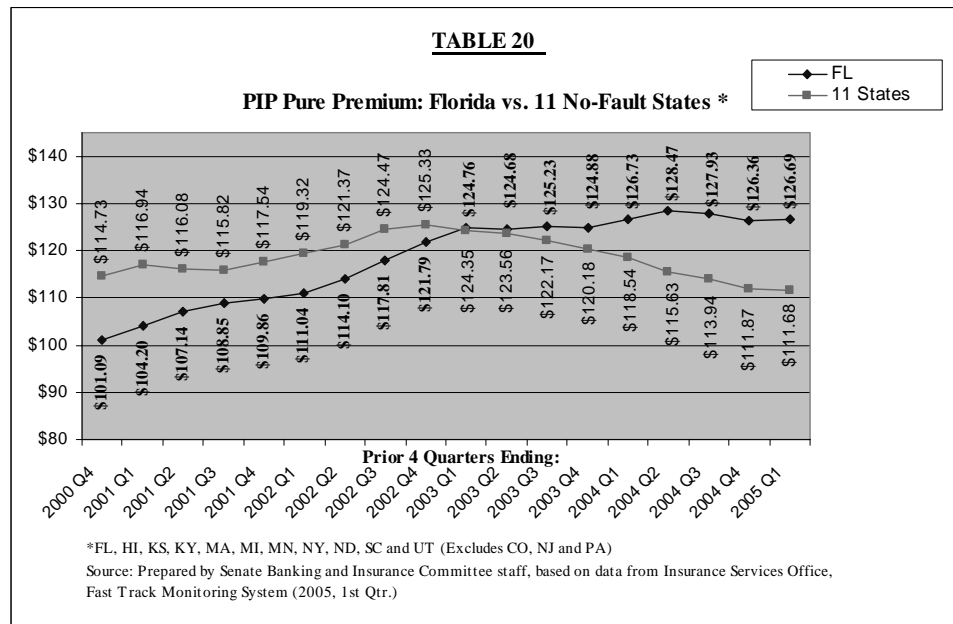 TABLE 20
FL
11 States
PIP Pure Premium: Florida vs. 11 No-Fault States *
$140
$130
$120
$110
$100
$90
$80
$114.73
$116.94
$116.08
$115.82
$117.54
$119.32
$121.37
$124.47
$125.33
$124.76
$124.68
$125.23
$124.88
$126.73
$128.47
$127.93
$126.36
$126.69
$101.09
$104.20
$107.14
$108.85
$109.86
$111.04
$114.10
$117.81
$121.79
$124.35
$123.56
$122.17
$120.18
$118.54
$115.63
$113.94
$111.87
$111.68
Prior 4 Quarters Ending:
2000 Q4
2001 Q1
2001 Q2
2001 Q3
2001 Q4
2002 Q1
2002 Q2
2002 Q3
2002 Q4
2003 Q1
2003 Q2
2003 Q3
2003 Q4
2004 Q1
2004 Q2
2004 Q3
2004 Q4
2005 Q1
*FL, HI, KS, KY, MA, MI, MN, NY, ND, SC and UT (Excludes CO, NJ and PA)
Source: Prepared by Senate Banking and Insurance Committee staff, based on data from Insurance Services Office,
Fast Track Monitoring System (2005, 1st Qtr.)